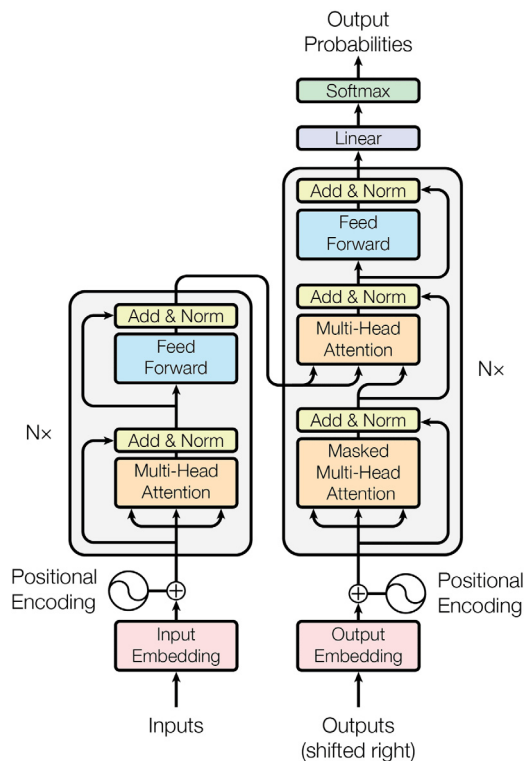 Output
Probabilities
Softmax
Linear
Add & Norm
Feed
Forward
Add & Norm
Multi-Head
Attention
Add & Norm
Masked
Multi-Head
Attention
Nx
Add & Norm
Feed
Forward
Add & Norm
Multi-Head
Attention
Nx
Positional
Encoding
Positional
Encoding
Input
Embedding
Output
Embedding
Inputs
Outputs
(shifted right)